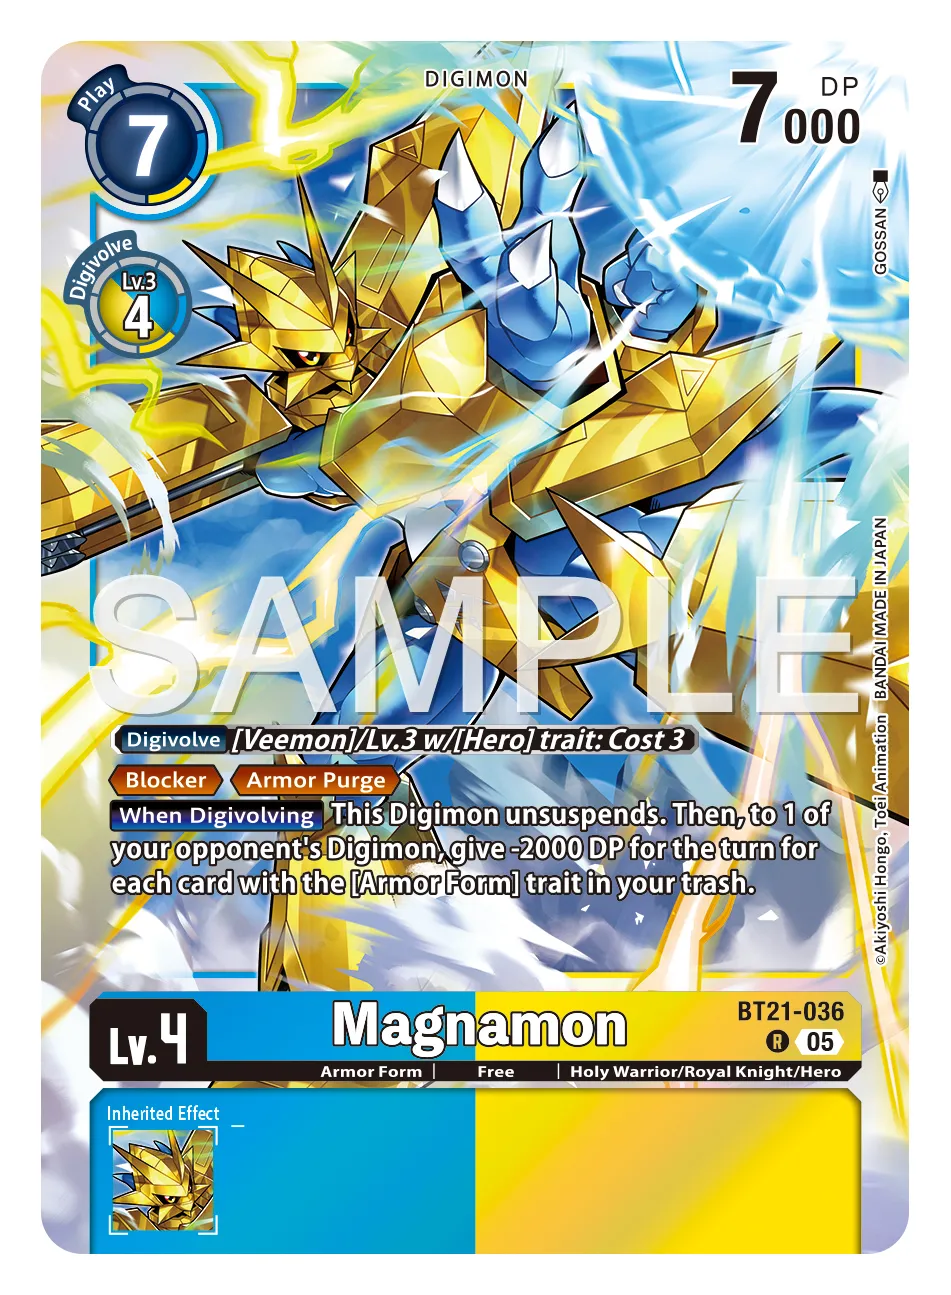 DIGIMON
Play
7
7000
DP
Digivolve
Lv.3
4
GOSSAN
SAMPLE
BANDAI MADE IN JAPAN
©Akiyoshi Hongo, Toei Animation
Digivolve [Veemon]/Lv.3 w/[Hero] trait: Cost 3
Blocker Armor Purge
When Digivolving This Digimon unsuspends. Then, to 1 of
your opponent's Digimon, give -2000 DP for the turn for
each card with the [Armor Form] trait in your trash.
Lv.4
Magnamon
BT21-036
R 05
Armor Form | Free | Holy Warrior/Royal Knight/Hero
Inherited Effect
–